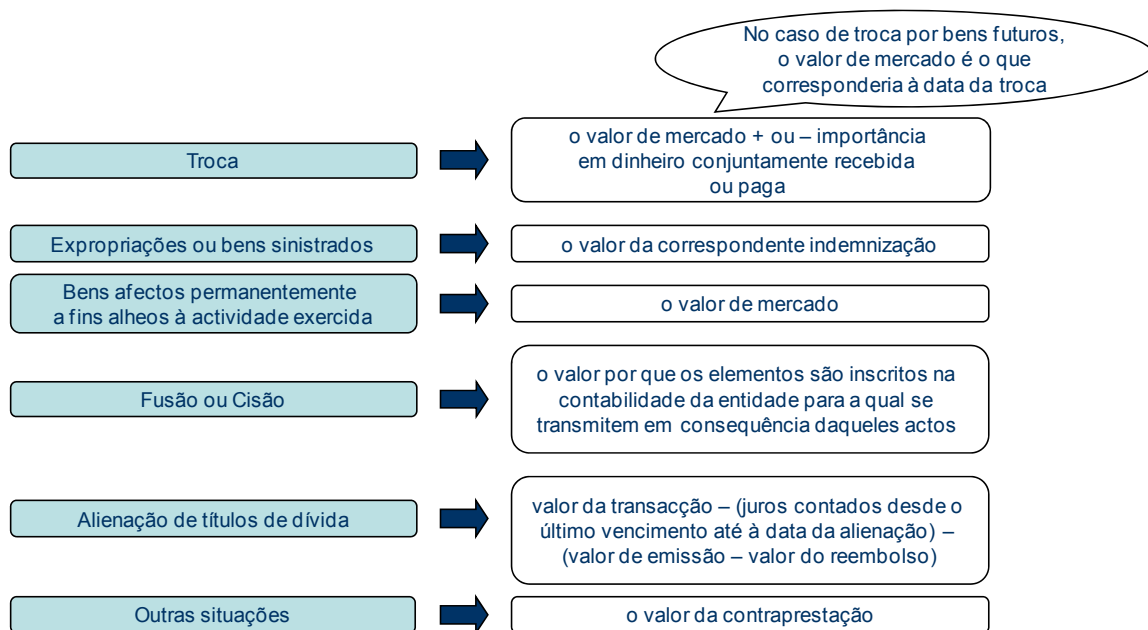 No caso de troca por bens futuros,
o valor de mercado é o que
corresponderia à data da troca
Troca
o valor de mercado + ou – importância
em dinheiro conjuntamente recebida
ou paga
Expropriações ou bens sinistrados
o valor da correspondente indemnização
Bens afectos permanentemente
a fins alheos à actividade exercida
o valor de mercado
Fusão ou Cisão
o valor por que os elementos são inscritos na
contabilidade da entidade para a qual se
transmitem em consequência daqueles actos
Alienação de títulos de dívida
valor da transacção – (juros contados desde o
último vencimento até à data da alienação) –
(valor de emissão – valor do reembolso)
Outras situações
o valor da contraprestação